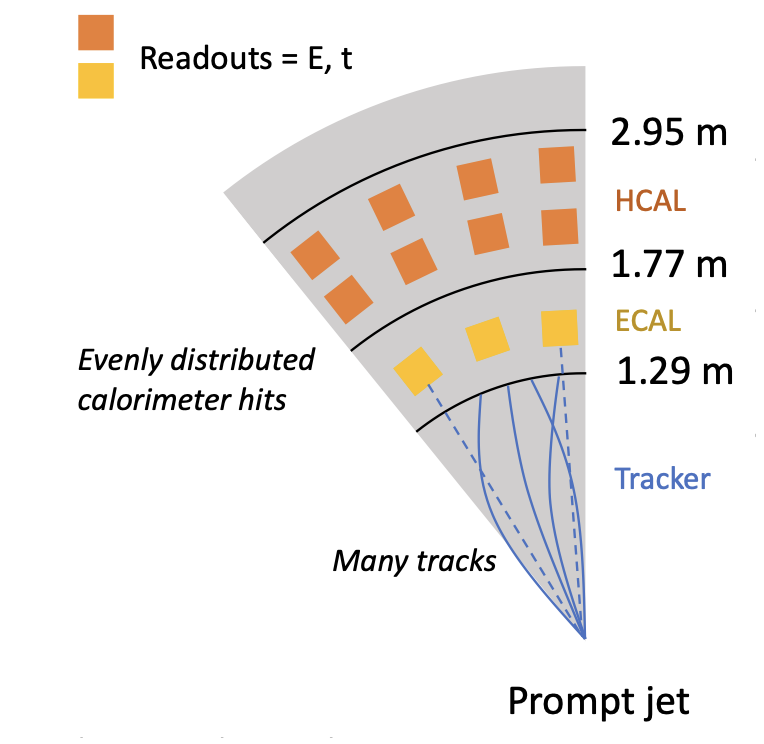 Readouts = E, t
2.95 m
HCAL
1.77 m
ECAL
1.29 m
Evenly distributed
calorimeter hits
Tracker
Many tracks
Prompt jet